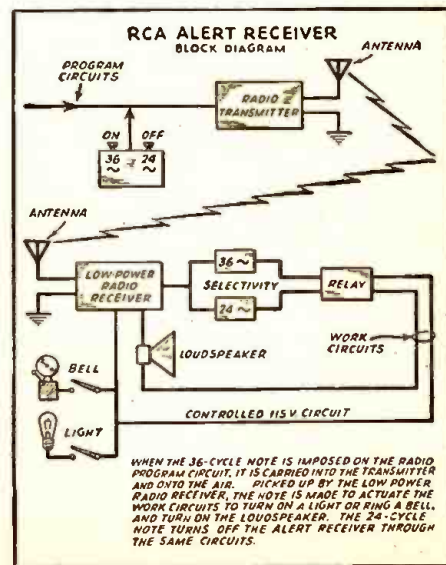 RCA ALERT RECEIVER
BLOCK DIAGRAM
ANTENNA
PROGRAM
CIRCUITS
RADIO
TRANSMITTER
ON OFF
36 24
~ ~
ANTENNA
LOW-POWER
RADIO
RECEIVER
36 ~
SELECTIVITY
24 ~
RELAY
LOUDSPEAKER
WORK
CIRCUITS
BELL
CONTROLLED 115V CIRCUIT
LIGHT
WHEN THE 36-CYCLE NOTE IS IMPOSED ON THE RADIO
PROGRAM CIRCUIT, IT IS CARRIED INTO THE TRANSMITTER
AND ONTO THE AIR. PICKED UP BY THE LOW POWER
RADIO RECEIVER, THE NOTE IS MADE TO ACTUATE THE
WORK CIRCUITS TO TURN ON A LIGHT OR RING A BELL,
AND TURN ON THE LOUDSPEAKER. THE 24-CYCLE
NOTE TURNS OFF THE ALERT RECEIVER THROUGH
THE SAME CIRCUITS.